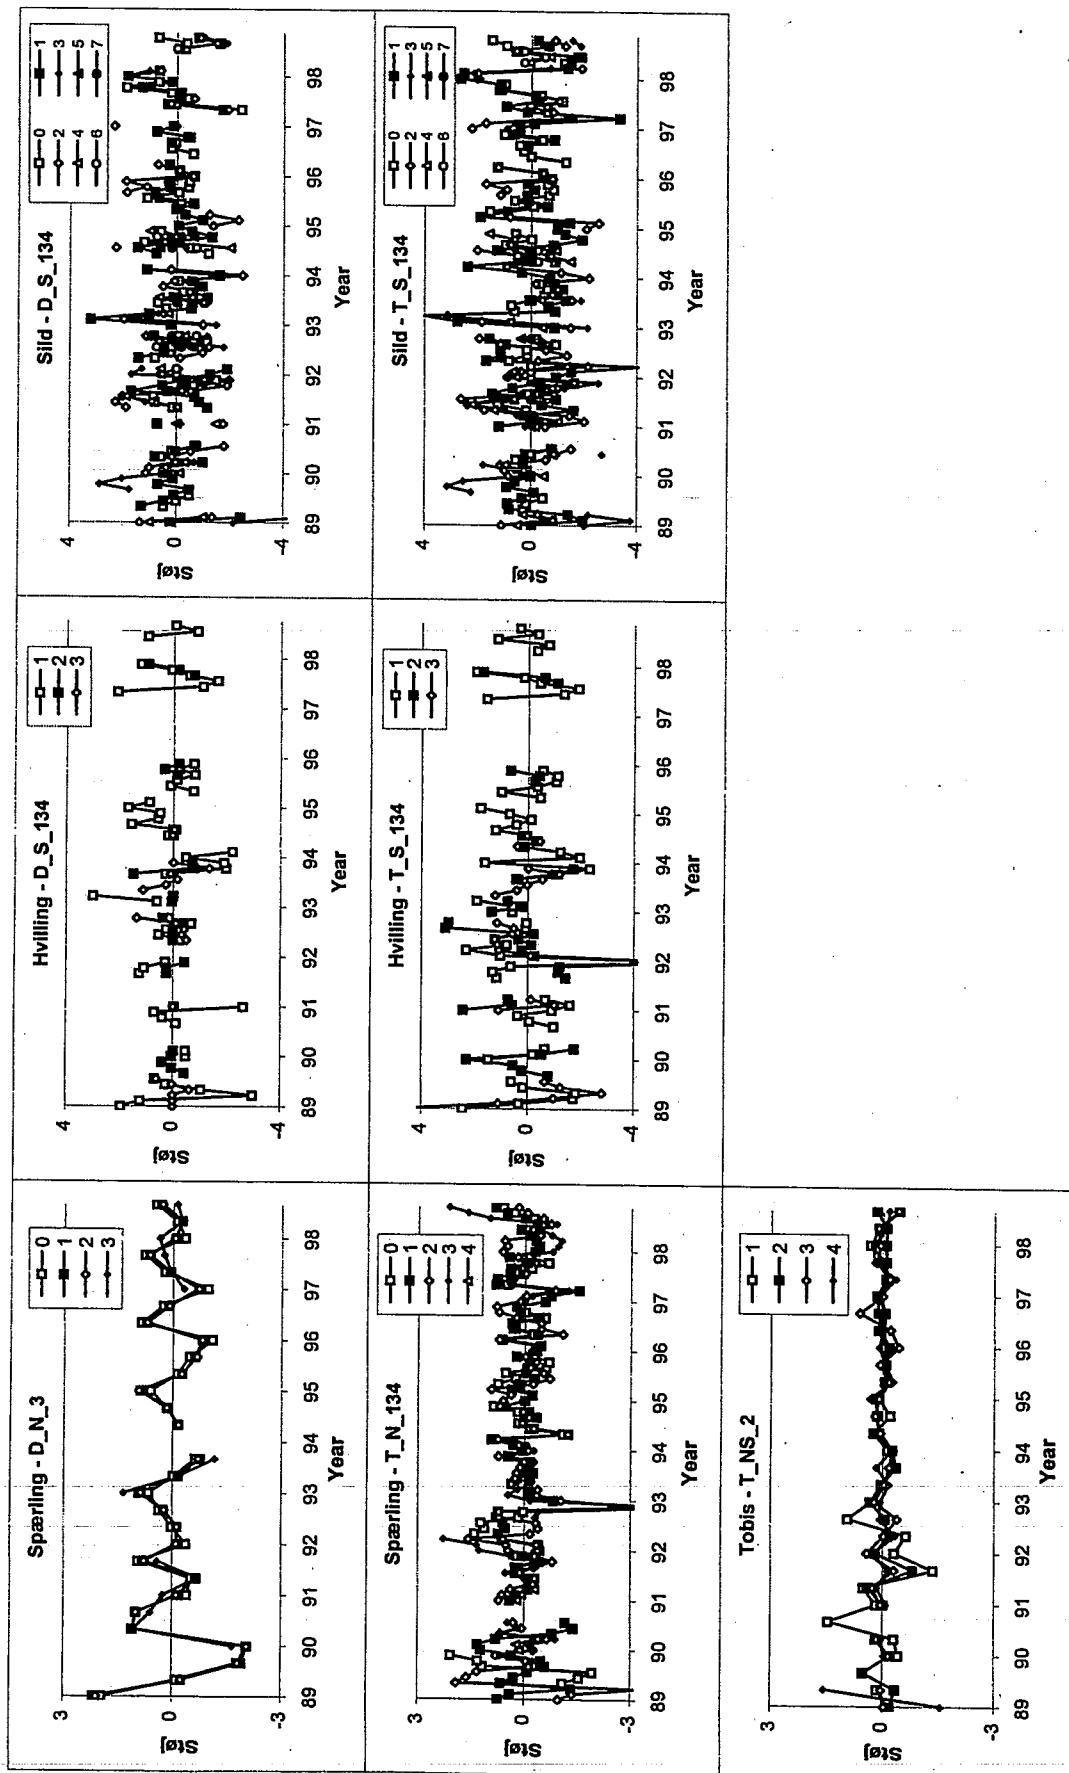 Spærling - D_N_3
0
1
2
3
Støj
3
0
-3
89 90 91 92 93 94 95 96 97 98
Year
Hvilling - D_S_134
1
2
3
Støj
4
0
-4
89 90 91 92 93 94 95 96 97 98
Year
Sild - D_S_134
0 1
2 3
4 5
6 7
Støj
4
0
-4
89 90 91 92 93 94 95 96 97 98
Year
Spærling - T_N_134
0
1
2
3
4
Støj
3
0
-3
89 90 91 92 93 94 95 96 97 98
Year
Hvilling - T_S_134
1
2
3
Støj
4
0
-4
89 90 91 92 93 94 95 96 97 98
Year
Sild - T_S_134
0 1
2 3
4 5
6 7
Støj
4
0
-4
89 90 91 92 93 94 95 96 97 98
Year
Tobis - T_NS_2
1
2
3
4
Støj
3
0
-3
89 90 91 92 93 94 95 96 97 98
Year